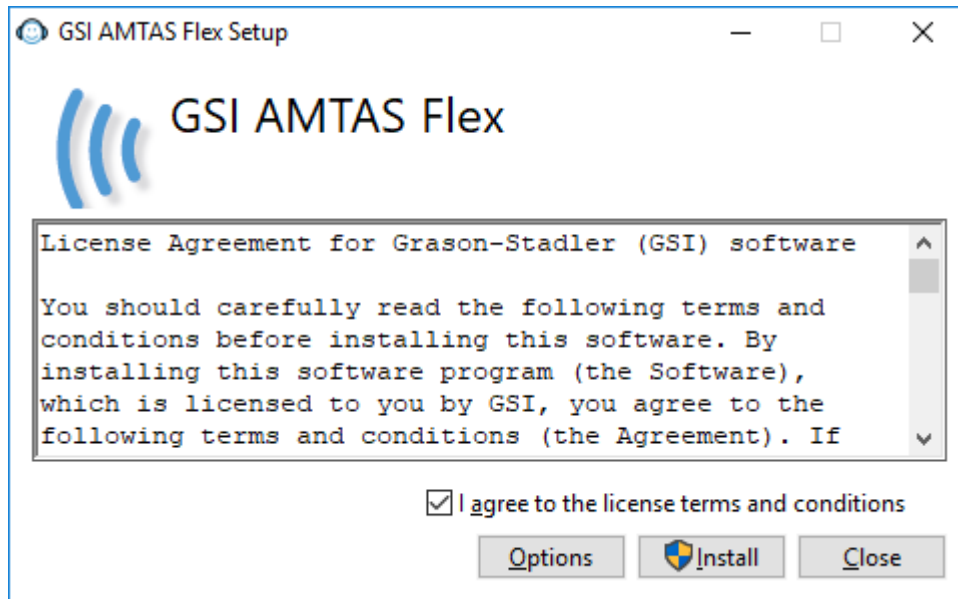 GSI AMTAS Flex Setup
GSI AMTAS Flex
License Agreement for Grason-Stadler (GSI) software
You should carefully read the following terms and
conditions before installing this software. By
installing this software program (the Software),
which is licensed to you by GSI, you agree to the
following terms and conditions (the Agreement). If
I agree to the license terms and conditions
Options
Install
Close